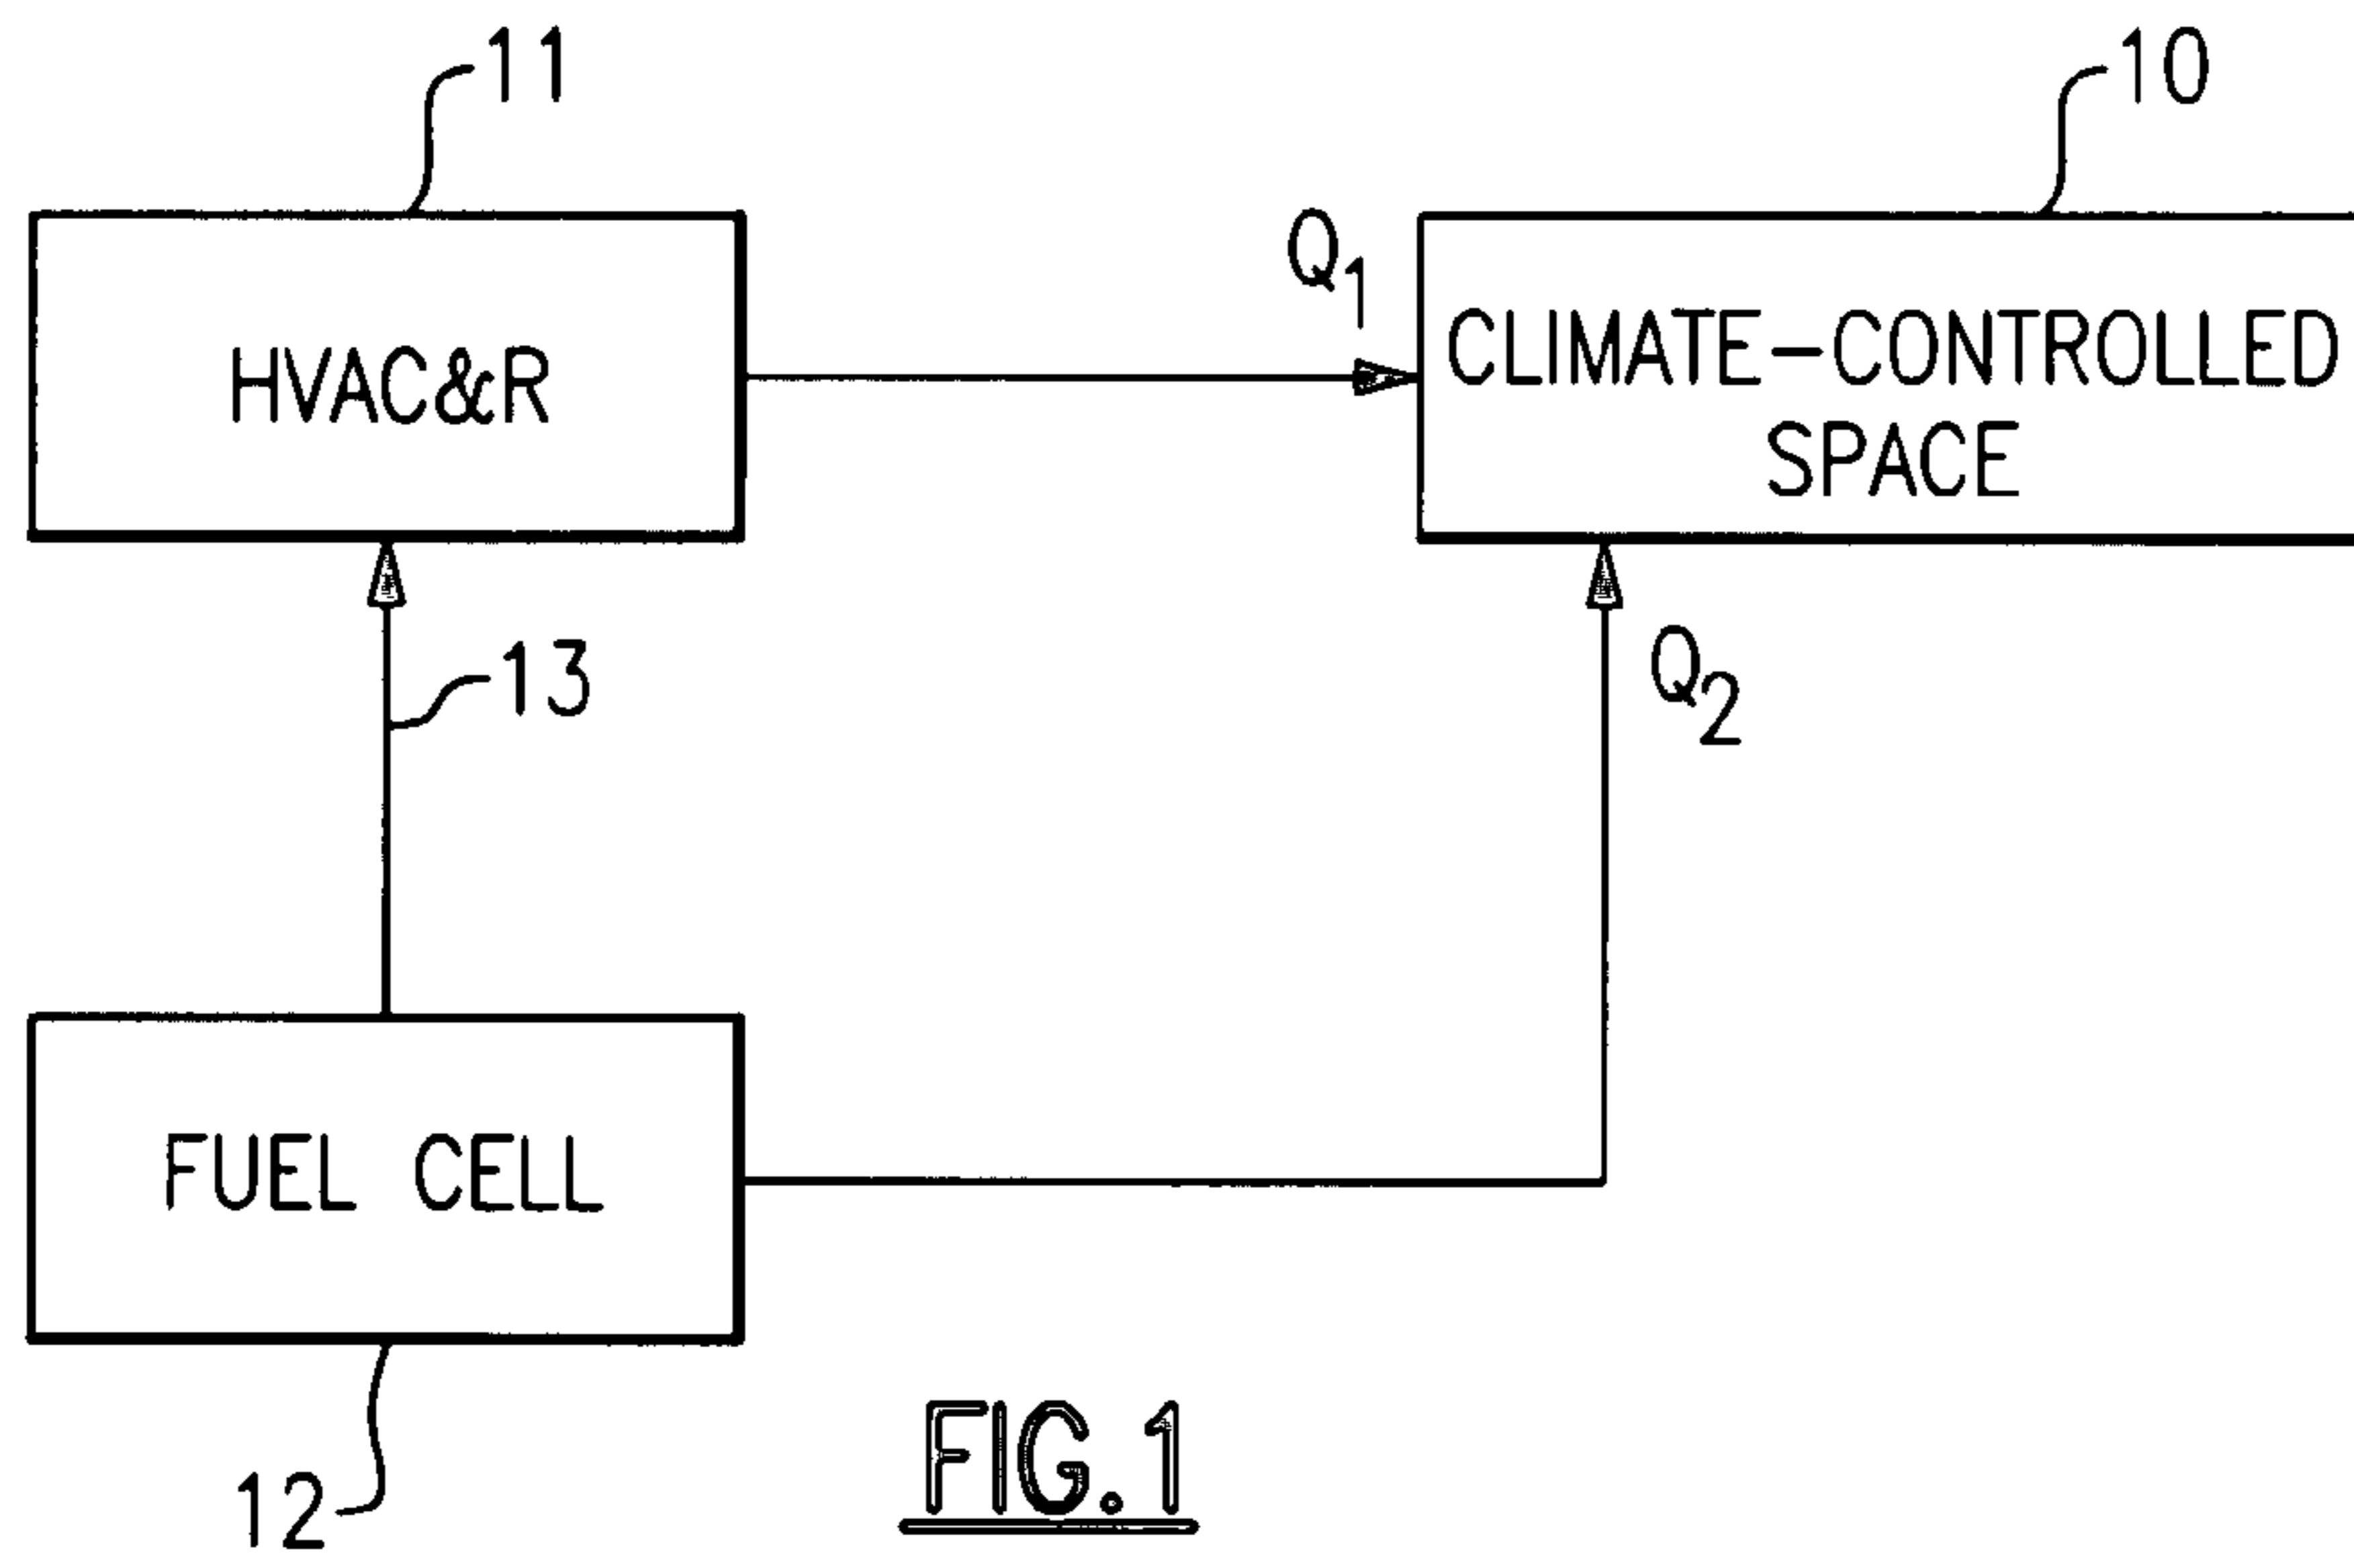 11
10
Q1
HVAC&R
CLIMATE-CONTROLLED
SPACE
13
Q2
FUEL CELL
12
FIG.1